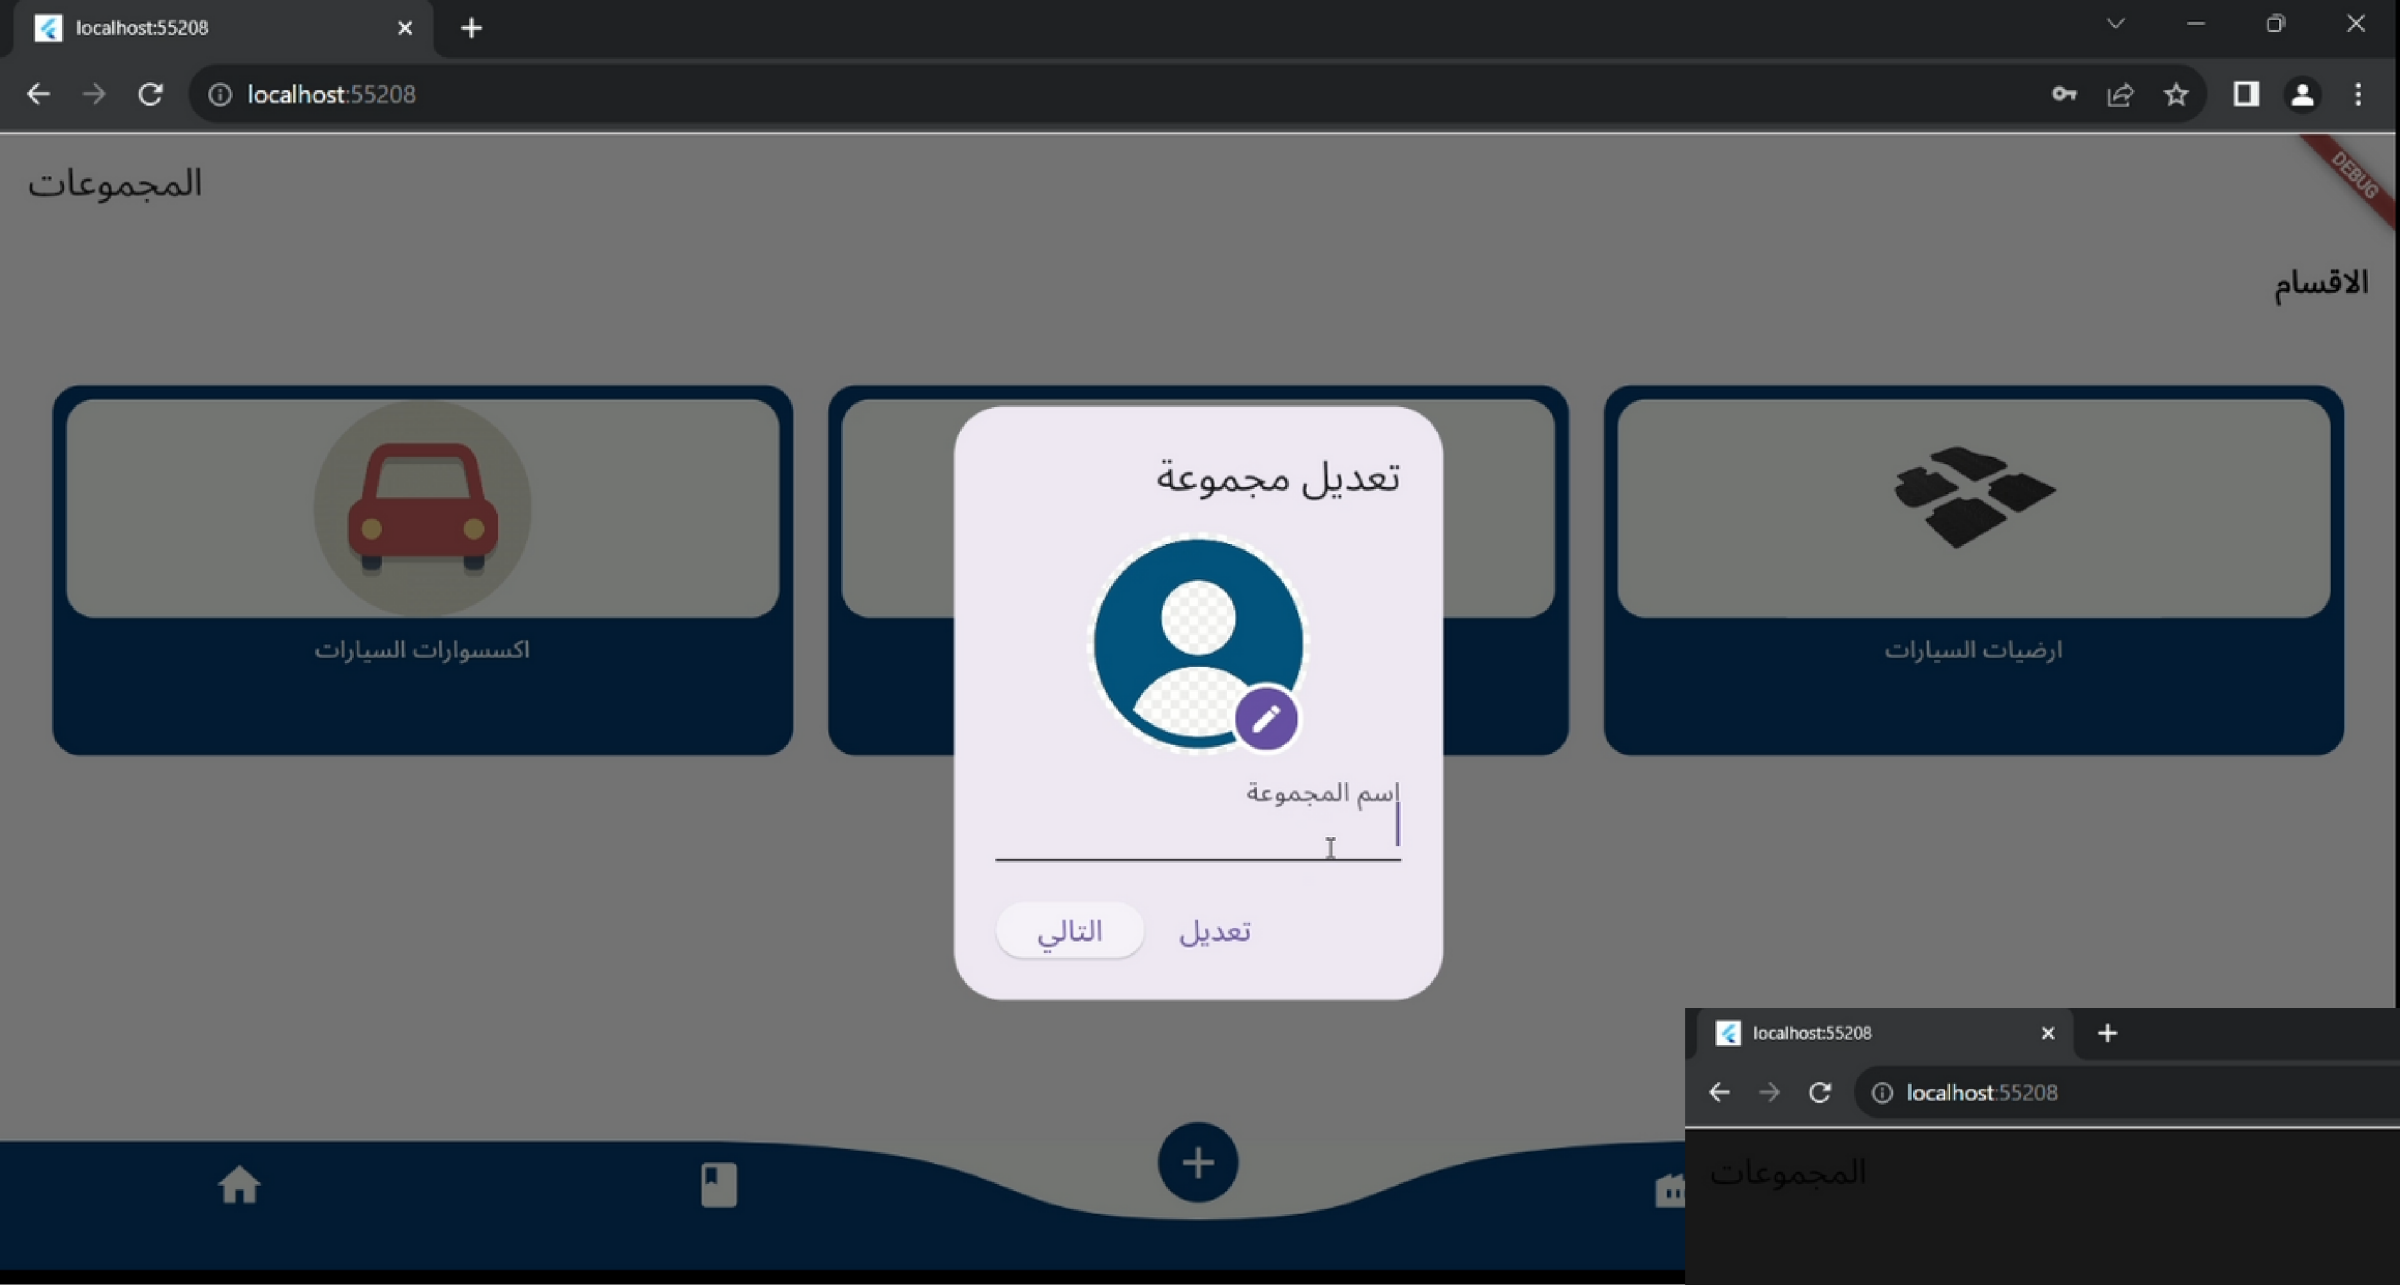 localhost:55208
localhost:55208
DEBUG
المجموعات
الاقسام
تعديل مجموعة
إسم المجموعة
تعديل
التالي
ارضيات السيارات
اكسسوارات السيارات
localhost:55208
localhost:55208
المجموعات